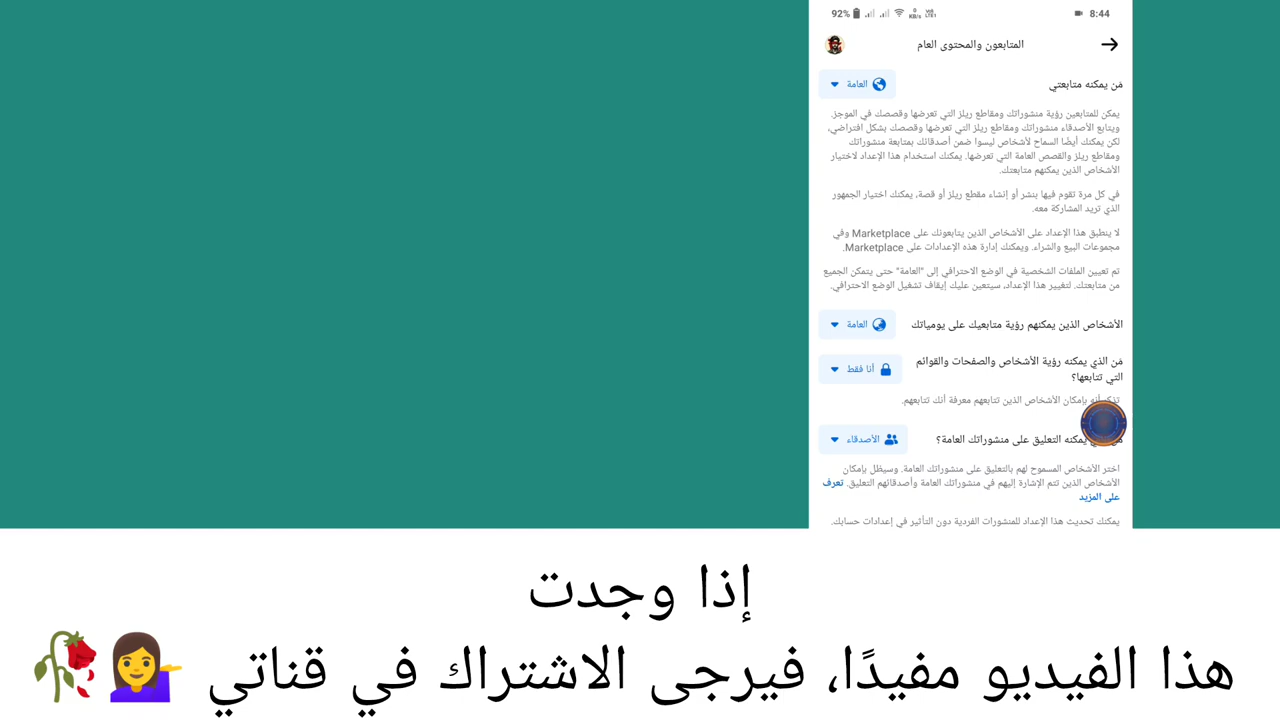 92%
0 KB/s
8:44
المتابعون والمحتوى العام
مَن يمكنه متابعتي
العامة
يمكن للمتابعين رؤية منشوراتك ومقاطع ريلز التي تعرضها وقصصك في الموجز.
ويتابع الأصدقاء منشوراتك ومقاطع ريلز التي تعرضها وقصصك بشكل افتراضي،
لكن يمكنك أيضًا السماح لأشخاص ليسوا ضمن أصدقائك بمتابعة منشوراتك
ومقاطع ريلز والقصص العامة التي تعرضها. يمكنك استخدام هذا الإعداد لاختيار
الأشخاص الذين يمكنهم متابعتك.
في كل مرة تقوم فيها بنشر أو إنشاء مقطع ريلز أو قصة، يمكنك اختيار الجمهور
الذي تريد المشاركة معه.
لا ينطبق هذا الإعداد على الأشخاص الذين يتابعونك على Marketplace وفي
مجموعات البيع والشراء. ويمكنك إدارة هذه الإعدادات على Marketplace.
تم تعيين الملفات الشخصية في الوضع الاحترافي إلى "العامة" حتى يتمكن الجميع
من متابعتك. لتغيير هذا الإعداد، سيتعين عليك إيقاف تشغيل الوضع الاحترافي.
الأشخاص الذين يمكنهم رؤية متابعيك على يومياتك
العامة
مَن الذي يمكنه رؤية الأشخاص والصفحات والقوائم
التي تتابعها؟
أنا فقط
تذكر أنه بإمكان الأشخاص الذين تتابعهم معرفة أنك تتابعهم.
يمكنه التعليق على منشوراتك العامة؟
الأصدقاء
اختر الأشخاص المسموح لهم بالتعليق على منشوراتك العامة. وسيظل بإمكان
الأشخاص الذين تتم الإشارة إليهم في منشوراتك العامة وأصدقائهم التعليق. تعرف
على المزيد
يمكنك تحديث هذا الإعداد للمنشورات الفردية دون التأثير في إعدادات حسابك.
إذا وجدت
هذا الفيديو مفيدًا، فيرجى الاشتراك في قناتي